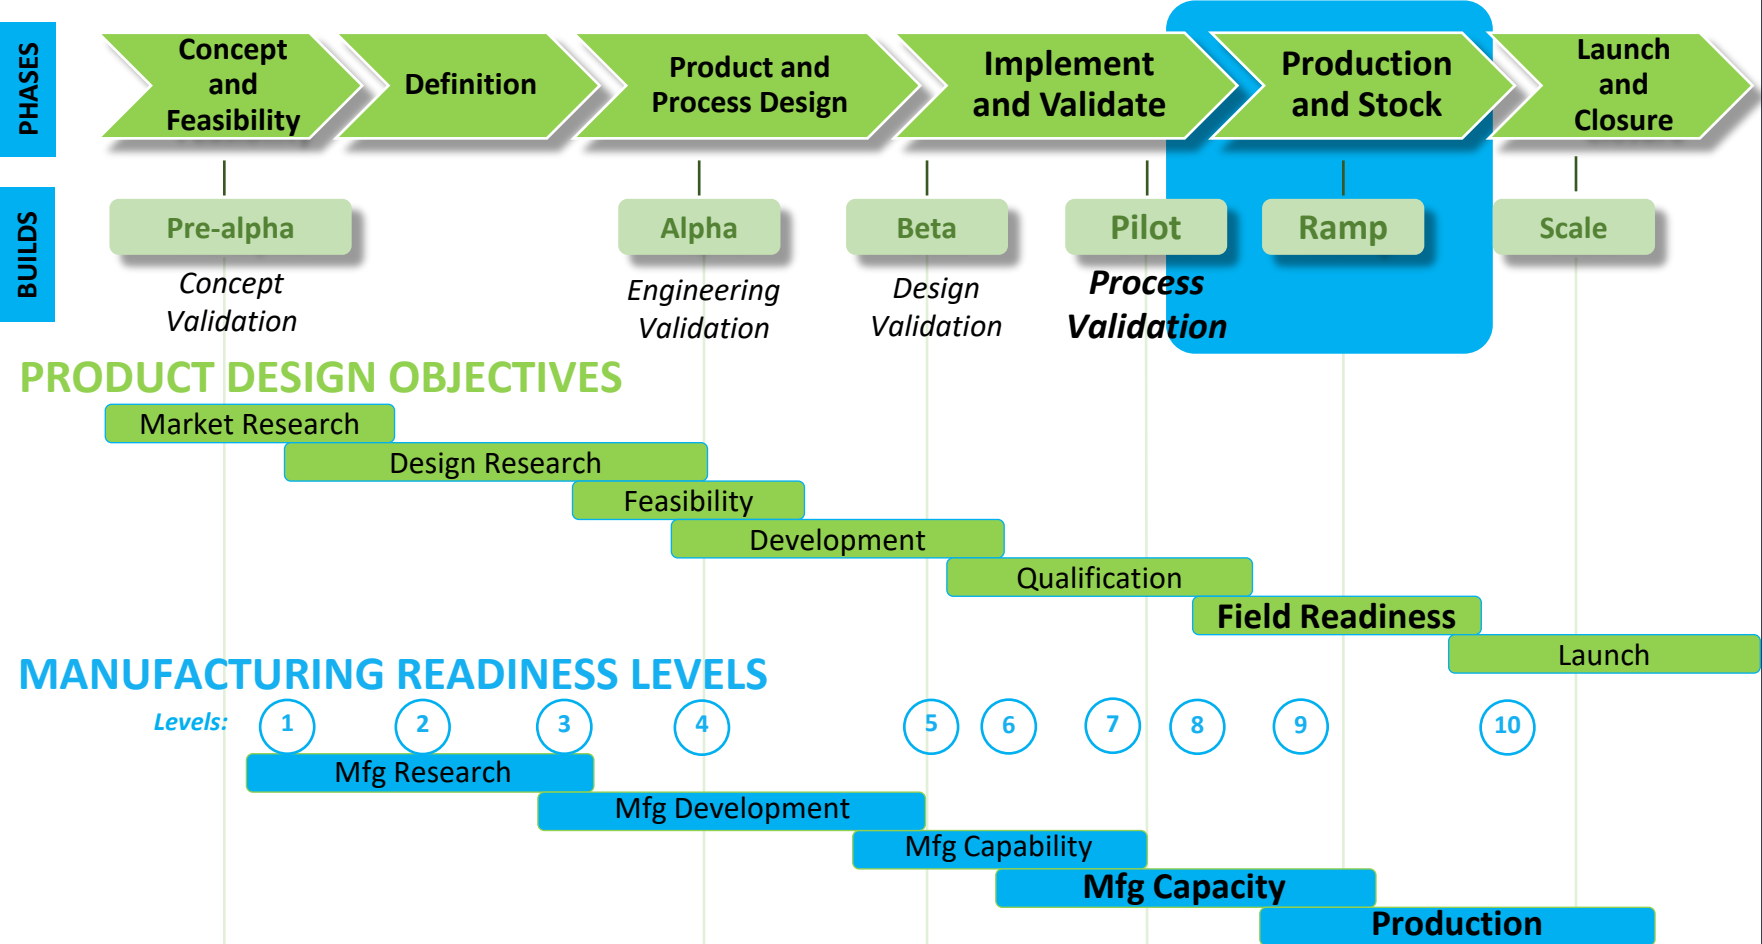 PHASES
Concept
and
Feasibility
Definition
Product and
Process Design
Implement
and Validate
Production
and Stock
Launch
and
Closure
BUILDS
Pre-alpha
Alpha
Beta
Pilot
Ramp
Scale
Concept
Validation
Engineering
Validation
Design
Validation
Process
Validation
PRODUCT DESIGN OBJECTIVES
Market Research
Design Research
Feasibility
Development
Qualification
Field Readiness
Launch
MANUFACTURING READINESS LEVELS
Levels: 1 2 3 4 5 6 7 8 9 10
Mfg Research
Mfg Development
Mfg Capability
Mfg Capacity
Production